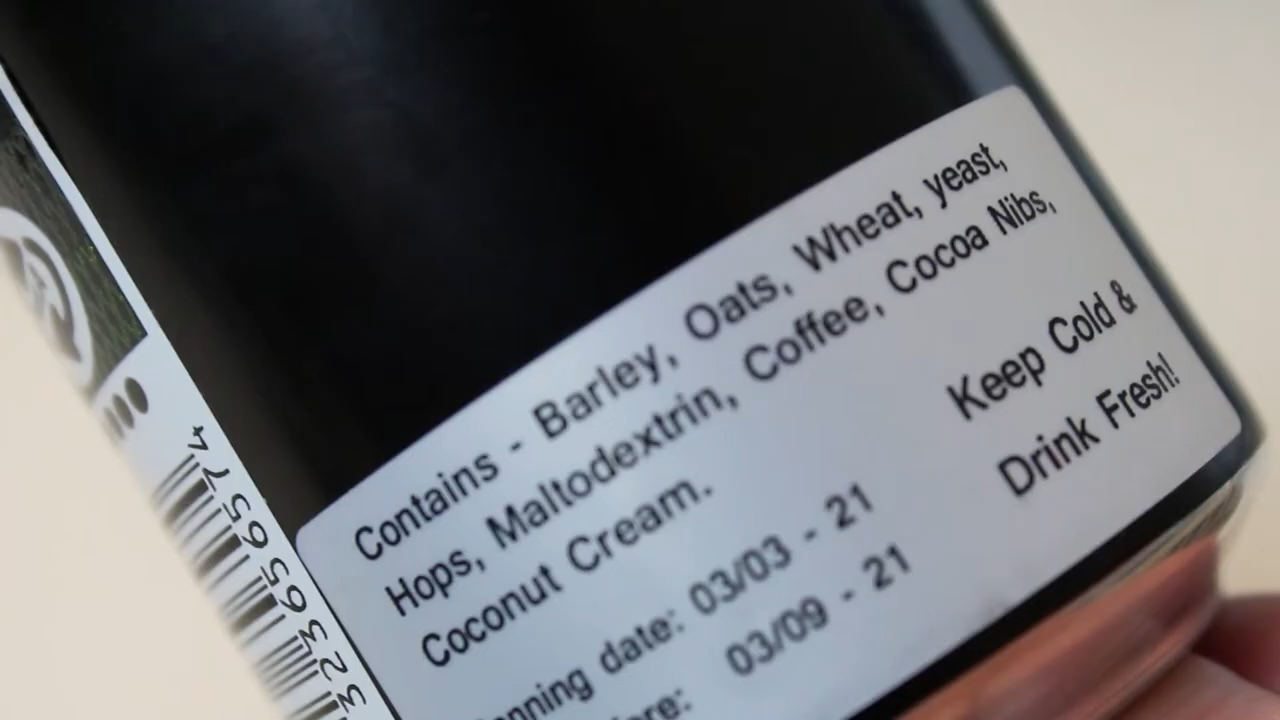 Contains - Barley, Oats, Wheat, yeast,
Hops, Maltodextrin, Coffee, Cocoa Nibs,
Coconut Cream.
Keep Cold &
Drink Fresh!
date: 03/03 - 21
03/09 - 21